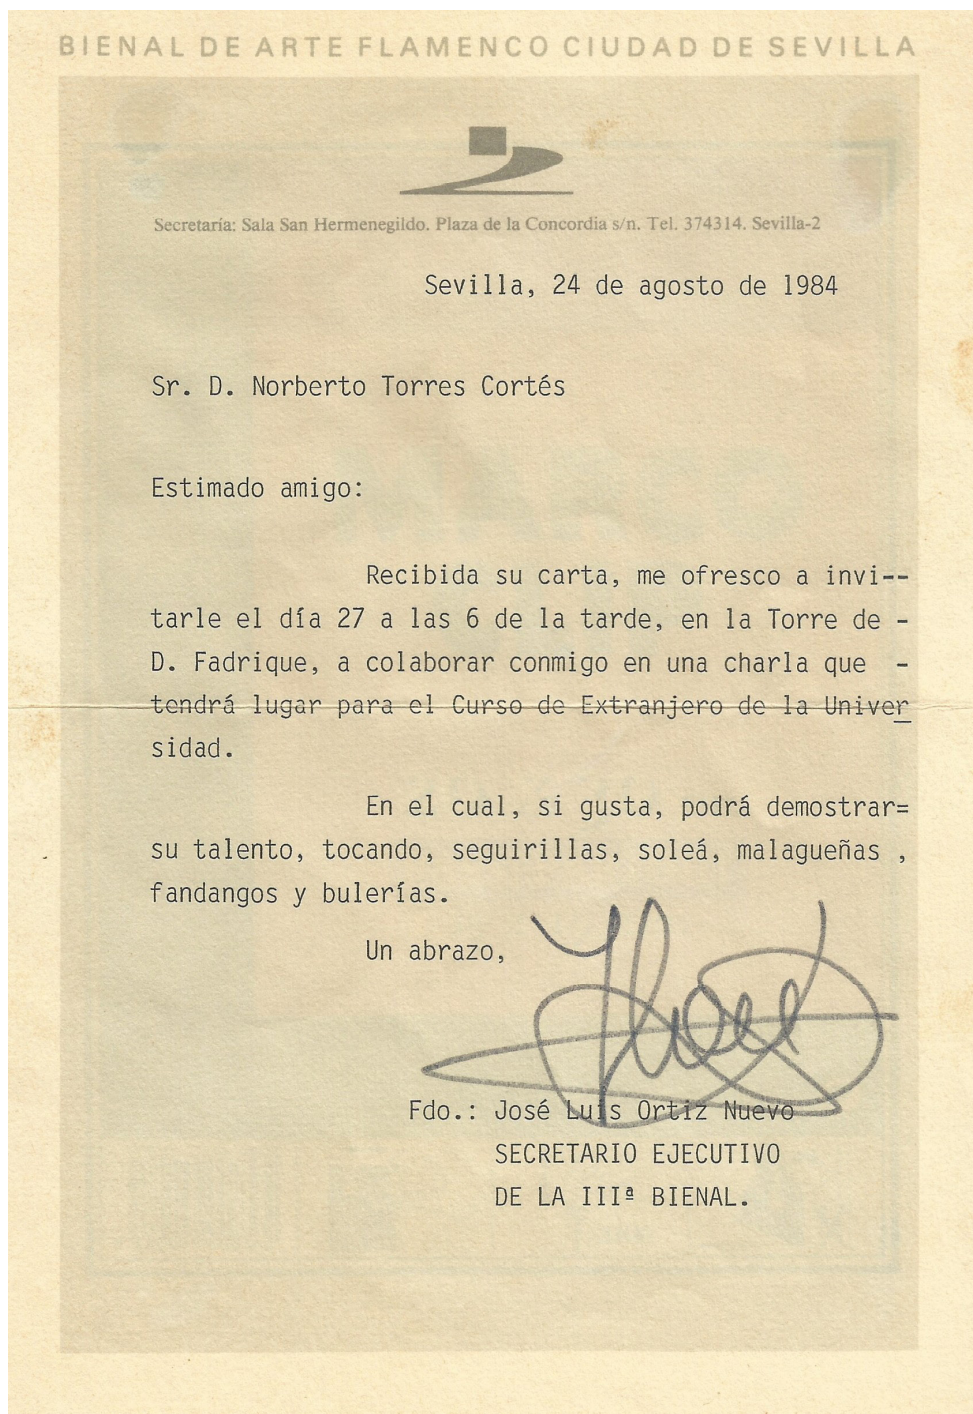 BIENAL DE ARTE FLAMENCO CIUDAD DE SEVILLA
Secretaría: Sala San Hermenegildo. Plaza de la Concordia s/n. Tel. 374314. Sevilla-2
Sevilla, 24 de agosto de 1984
Sr. D. Norberto Torres Cortés
Estimado amigo:
Recibida su carta, me ofresco a invi--
tarle el día 27 a las 6 de la tarde, en la Torre de -
D. Fadrique, a colaborar conmigo en una charla que -
tendrá lugar para el Curso de Extranjero de la Univer
sidad.
En el cual, si gusta, podrá demostrar=
su talento, tocando, seguirillas, soleá, malagueñas ,
fandangos y bulerías.
Un abrazo,
Fdo.: José Luis Ortiz Nuevo
SECRETARIO EJECUTIVO
DE LA IIIª BIENAL.